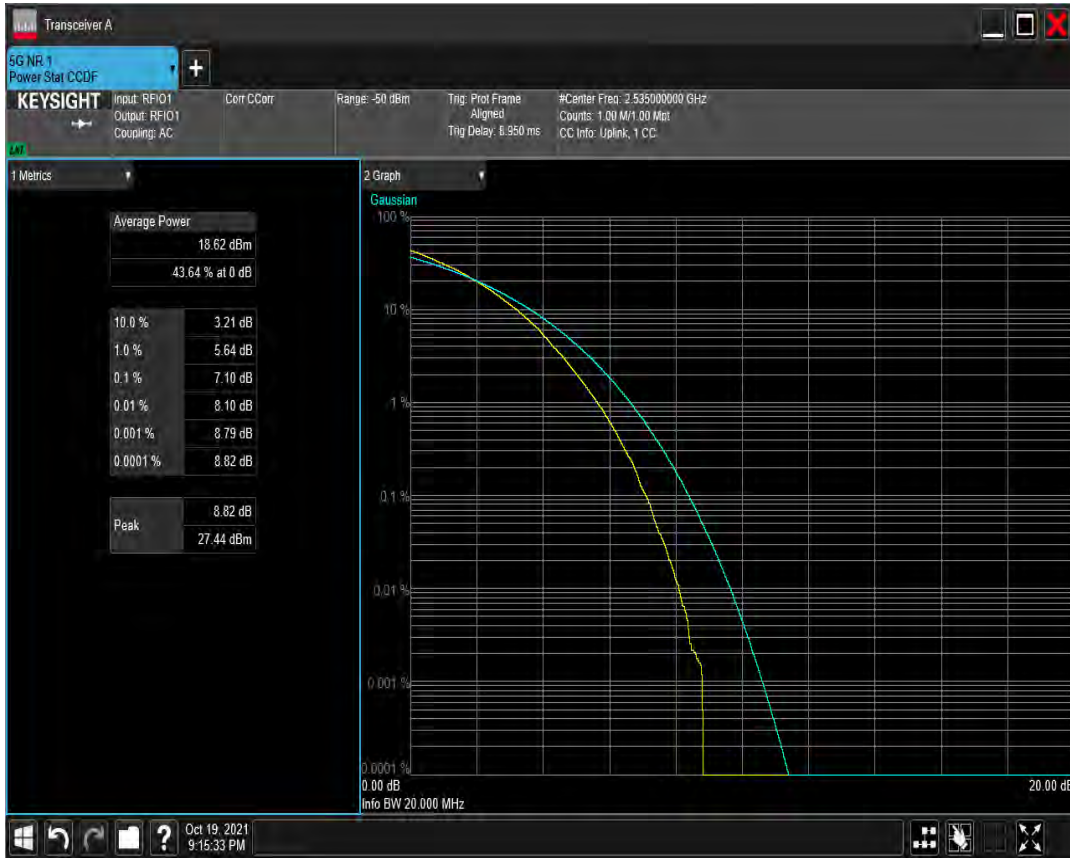 Transceiver A
5G NR 1
Power Stat CCDF
+
KEYSIGHT
Input: RFIO1
Output: RFIO1
Coupling: AC
Corr CCorr
Range: -50 dBm
Trig: Prot Frame
Aligned
Trig Delay: 8.950 ms
#Center Freq: 2.535000000 GHz
Counts: 1.00 M/1.00 Mpt
CC Info: Uplink, 1 CC
1 Metrics
Average Power
18.62 dBm
43.64 % at 0 dB
10.0 % 3.21 dB
1.0 % 5.64 dB
0.1 % 7.10 dB
0.01 % 8.10 dB
0.001 % 8.79 dB
0.0001 % 8.82 dB
Peak 8.82 dB
27.44 dBm
2 Graph
Gaussian
100 %
10 %
1 %
0.1 %
0.01 %
0.001 %
0.0001 %
0.00 dB 20.00 dB
Info BW 20.000 MHz
?
Oct 19, 2021
9:15:33 PM